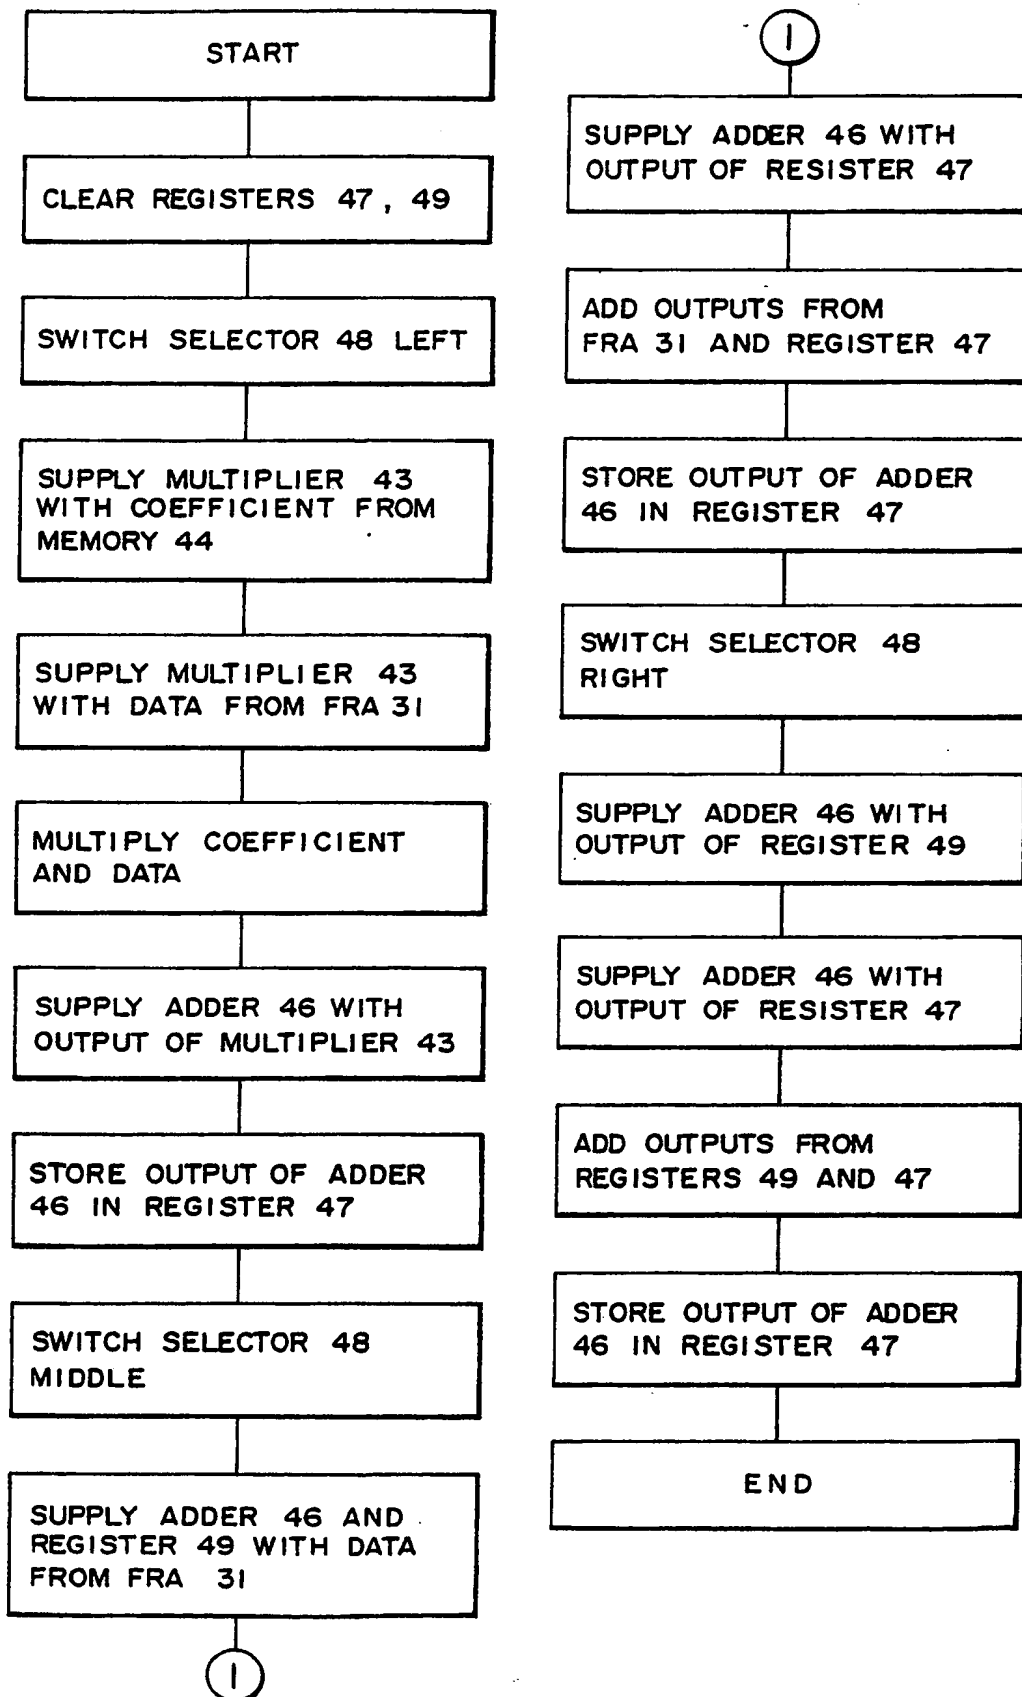 START
CLEAR REGISTERS 47, 49
SWITCH SELECTOR 48 LEFT
SUPPLY MULTIPLIER 43
WITH COEFFICIENT FROM
MEMORY 44
SUPPLY MULTIPLIER 43
WITH DATA FROM FRA 31
MULTIPLY COEFFICIENT
AND DATA
SUPPLY ADDER 46 WITH
OUTPUT OF MULTIPLIER 43
STORE OUTPUT OF ADDER
46 IN REGISTER 47
SWITCH SELECTOR 48
MIDDLE
SUPPLY ADDER 46 AND
REGISTER 49 WITH DATA
FROM FRA 31
1
1
SUPPLY ADDER 46 WITH
OUTPUT OF RESISTER 47
ADD OUTPUTS FROM
FRA 31 AND REGISTER 47
STORE OUTPUT OF ADDER
46 IN REGISTER 47
SWITCH SELECTOR 48
RIGHT
SUPPLY ADDER 46 WITH
OUTPUT OF REGISTER 49
SUPPLY ADDER 46 WITH
OUTPUT OF RESISTER 47
ADD OUTPUTS FROM
REGISTERS 49 AND 47
STORE OUTPUT OF ADDER
46 IN REGISTER 47
END